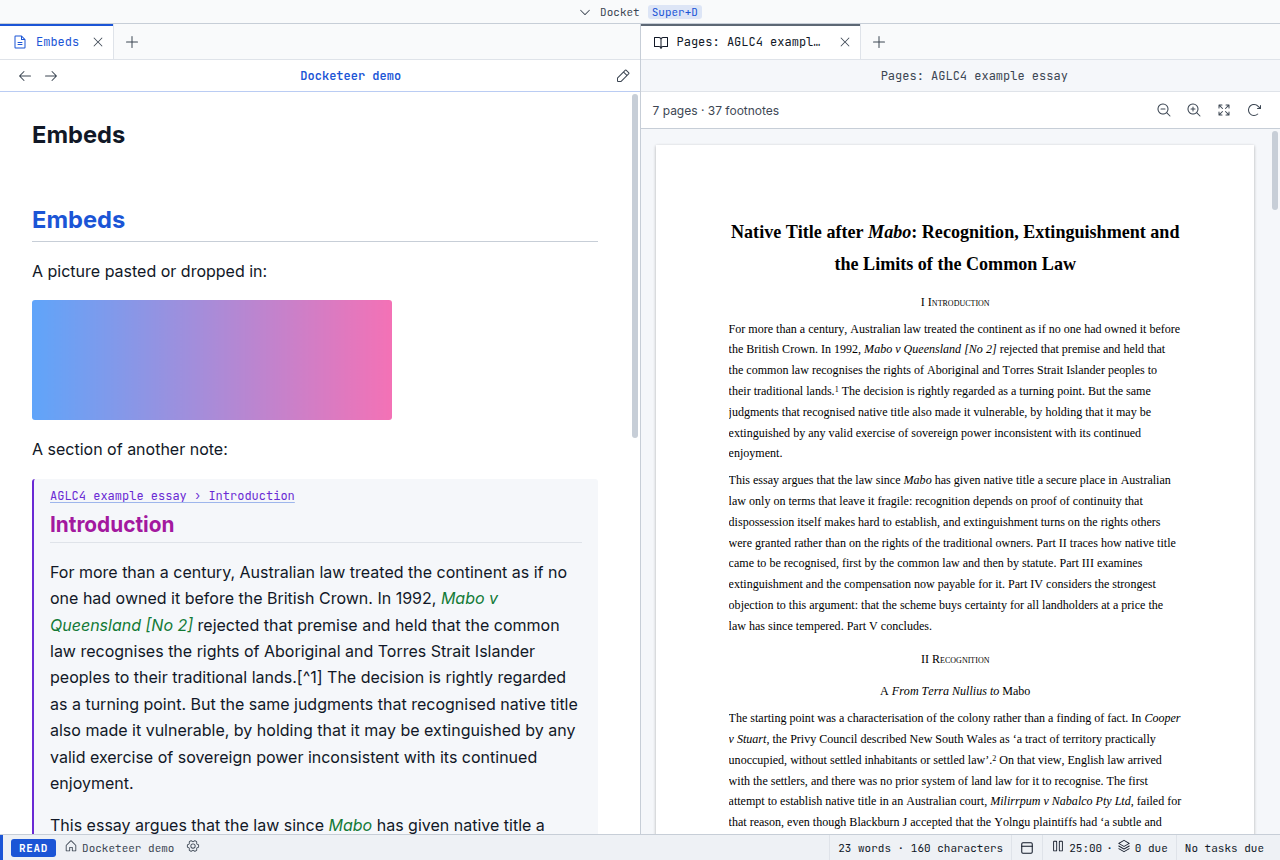 Docket Super+D
Embeds
Pages: AGLC4 exampl…
Docketeer demo
Pages: AGLC4 example essay
Embeds
Embeds
A picture pasted or dropped in:
A section of another note:
AGLC4 example essay › Introduction
Introduction
For more than a century, Australian law treated the continent as if no
one had owned it before the British Crown. In 1992, Mabo v
Queensland [No 2] rejected that premise and held that the common
law recognises the rights of Aboriginal and Torres Strait Islander
peoples to their traditional lands.[^1] The decision is rightly regarded
as a turning point. But the same judgments that recognised native title
also made it vulnerable, by holding that it may be extinguished by any
valid exercise of sovereign power inconsistent with its continued
enjoyment.
This essay argues that the law since Mabo has given native title a
7 pages · 37 footnotes
Native Title after Mabo: Recognition, Extinguishment and
the Limits of the Common Law
I Introduction
For more than a century, Australian law treated the continent as if no one had owned it before
the British Crown. In 1992, Mabo v Queensland [No 2] rejected that premise and held that
the common law recognises the rights of Aboriginal and Torres Strait Islander peoples to
their traditional lands.¹ The decision is rightly regarded as a turning point. But the same
judgments that recognised native title also made it vulnerable, by holding that it may be
extinguished by any valid exercise of sovereign power inconsistent with its continued
enjoyment.
This essay argues that the law since Mabo has given native title a secure place in Australian
law only on terms that leave it fragile: recognition depends on proof of continuity that
dispossession itself makes hard to establish, and extinguishment turns on the rights others
were granted rather than on the rights of the traditional owners. Part II traces how native title
came to be recognised, first by the common law and then by statute. Part III examines
extinguishment and the compensation now payable for it. Part IV considers the strongest
objection to this argument: that the scheme buys certainty for all landholders at a price the
law has since tempered. Part V concludes.
II Recognition
A From Terra Nullius to Mabo
The starting point was a characterisation of the colony rather than a finding of fact. In Cooper
v Stuart, the Privy Council described New South Wales as ‘a tract of territory practically
unoccupied, without settled inhabitants or settled law’.² On that view, English law arrived
with the settlers, and there was no prior system of land law for it to recognise. The first
attempt to establish native title in an Australian court, Milirrpum v Nabalco Pty Ltd, failed for
that reason, even though Blackburn J accepted that the Yolngu plaintiffs had ‘a subtle and
READ Docketeer demo
23 words · 160 characters
25:00 · 0 due
No tasks due